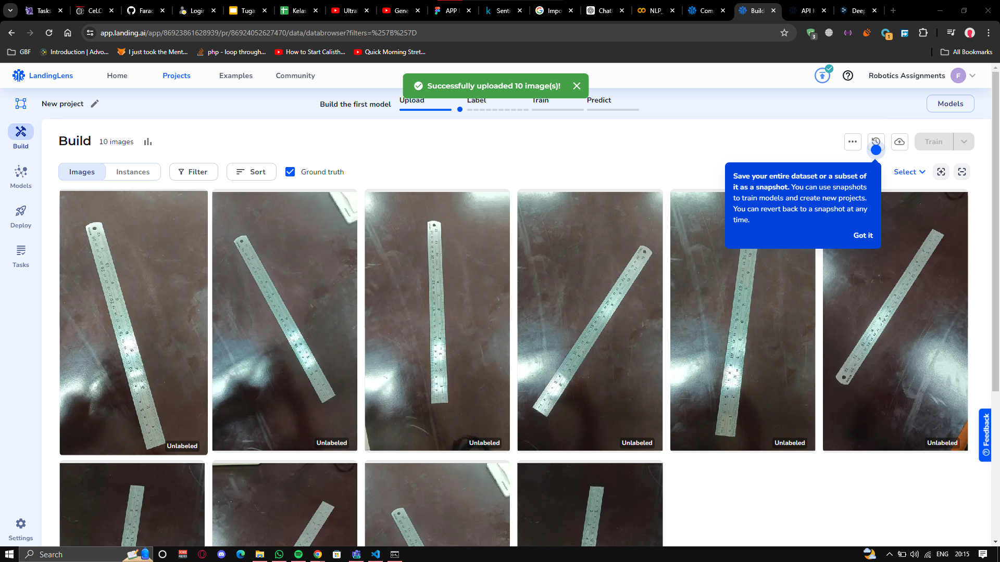 Tasks
CeLO
Farad
Login
Tuga
Kelas
Ultral
Gene
APP
Senti
Impo
Chat
NLP_
Com
Build
API K
Deep
app.landing.ai/app/86923861628939/pr/86924052627470/data/databrowser?filters=%257B%257D
3
1
GBF
Introduction | Advo...
I just took the Ment...
php - loop through...
How to Start Calisth...
Quick Morning Stret...
All Bookmarks
LandingLens
Home
Projects
Examples
Community
Successfully uploaded 10 image(s)!
Robotics Assignments
F
New project
Build the first model
Upload
Label
Train
Predict
Models
Build
10 images
Train
Build
Images
Instances
Filter
Sort
Ground truth
Select
Save your entire dataset or a subset of
it as a snapshot. You can use snapshots
to train models and create new projects.
You can revert back to a snapshot at any
time.
Got it
Models
Deploy
Tasks
Unlabeled
Unlabeled
Unlabeled
Unlabeled
Unlabeled
Unlabeled
Feedback
Settings
Search
ENG
20:15